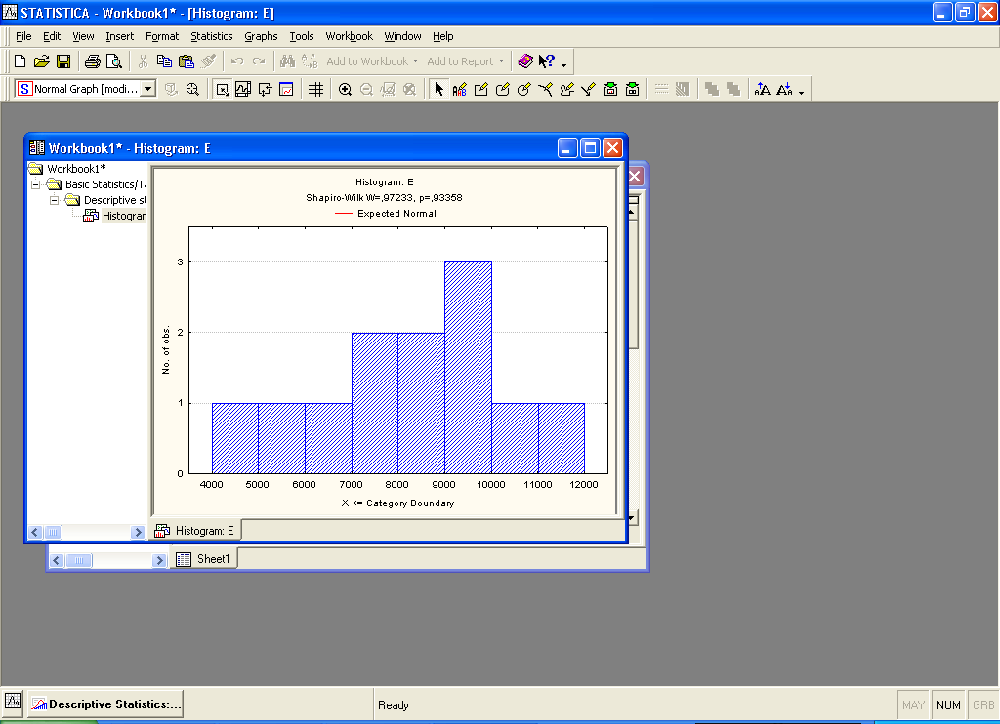 STATISTICA - Workbook1* - [Histogram: E]
File Edit View Insert Format Statistics Graphs Tools Workbook Window Help
Add to Workbook Add to Report
Normal Graph [modi...
Workbook1* - Histogram: E
Workbook1*
Basic Statistics/Ta
Descriptive st
Histogram
Histogram: E
Shapiro-Wilk W=,97233, p=,93358
Expected Normal
3
2
1
0
No. of obs.
4000 5000 6000 7000 8000 9000 10000 11000 12000
X <= Category Boundary
Histogram: E
Sheet1
Descriptive Statistics:...
Ready
MAY NUM GRB